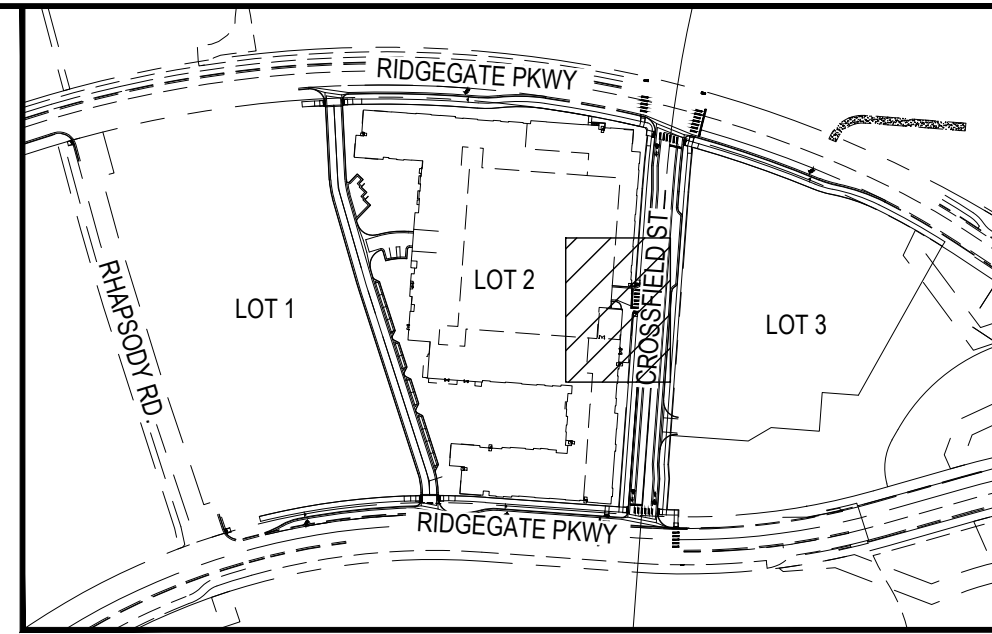 RIDGEGATE PKWY
CROSSFIELD ST
RHAPSODY RD.
LOT 1
LOT 2
LOT 3
RIDGEGATE PKWY